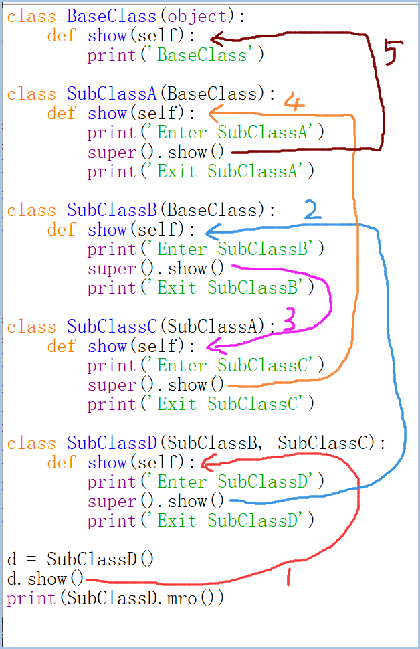 class BaseClass(object):
    def show(self):
        print('BaseClass')
5
class SubClassA(BaseClass):
4
    def show(self):
        print('Enter SubClassA')
        super().show()
        print('Exit SubClassA')
class SubClassB(BaseClass):
2
    def show(self):
        print('Enter SubClassB')
        super().show()
        print('Exit SubClassB')
3
class SubClassC(SubClassA):
    def show(self):
        print('Enter SubClassC')
        super().show()
        print('Exit SubClassC')
class SubClassD(SubClassB, SubClassC):
    def show(self):
        print('Enter SubClassD')
        super().show()
        print('Exit SubClassD')
d = SubClassD()
d.show()
1
print(SubClassD.mro())